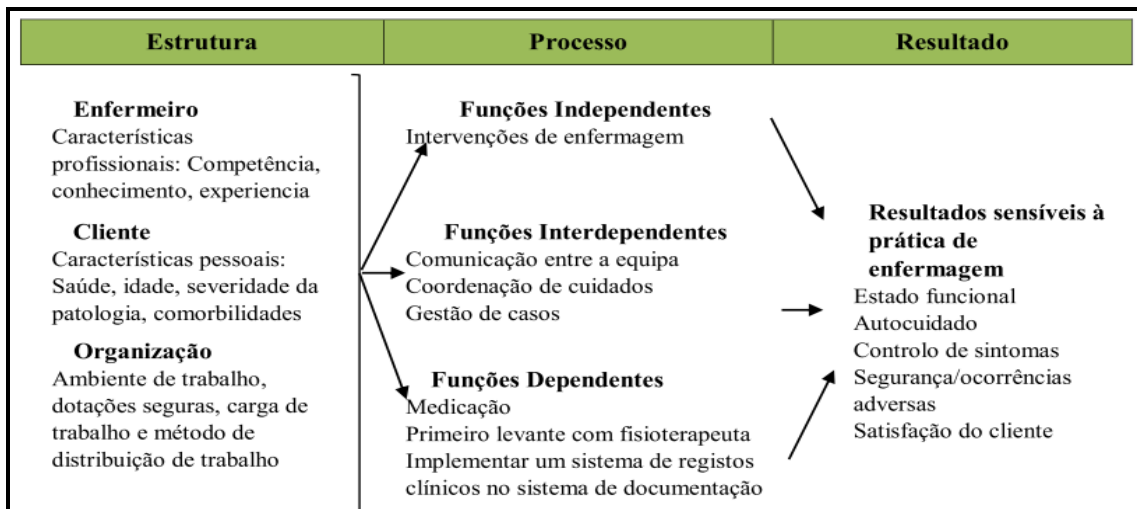 Estrutura
Processo
Resultado
Enfermeiro
Características
profissionais: Competência,
conhecimento, experiencia
Cliente
Características pessoais:
Saúde, idade, severidade da
patologia, comorbilidades
Organização
Ambiente de trabalho,
dotações seguras, carga de
trabalho e método de
distribuição de trabalho
Funções Independentes
Intervenções de enfermagem
Funções Interdependentes
Comunicação entre a equipa
Coordenação de cuidados
Gestão de casos
Funções Dependentes
Medicação
Primeiro levante com fisioterapeuta
Implementar um sistema de registos
clínicos no sistema de documentação
Resultados sensíveis à
prática de
enfermagem
Estado funcional
Autocuidado
Controlo de sintomas
Segurança/ocorrências
adversas
Satisfação do cliente